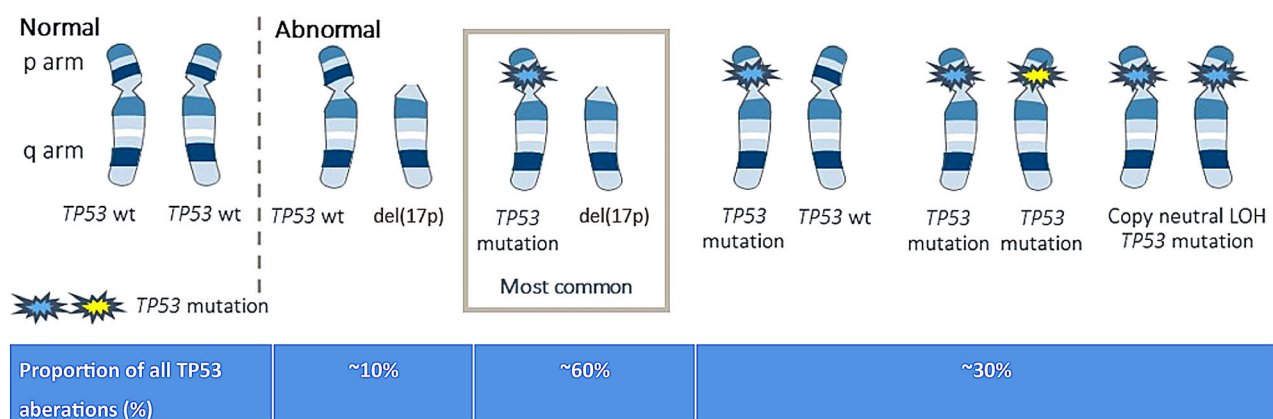 Normal
Abnormal
p arm
q arm
TP53 wt
TP53 wt
TP53 wt
del(17p)
TP53
mutation
del(17p)
Most common
TP53
mutation
TP53 wt
TP53
mutation
TP53
mutation
Copy neutral LOH
TP53 mutation
TP53 mutation
Proportion of all TP53
aberations (%)
~10%
~60%
~30%